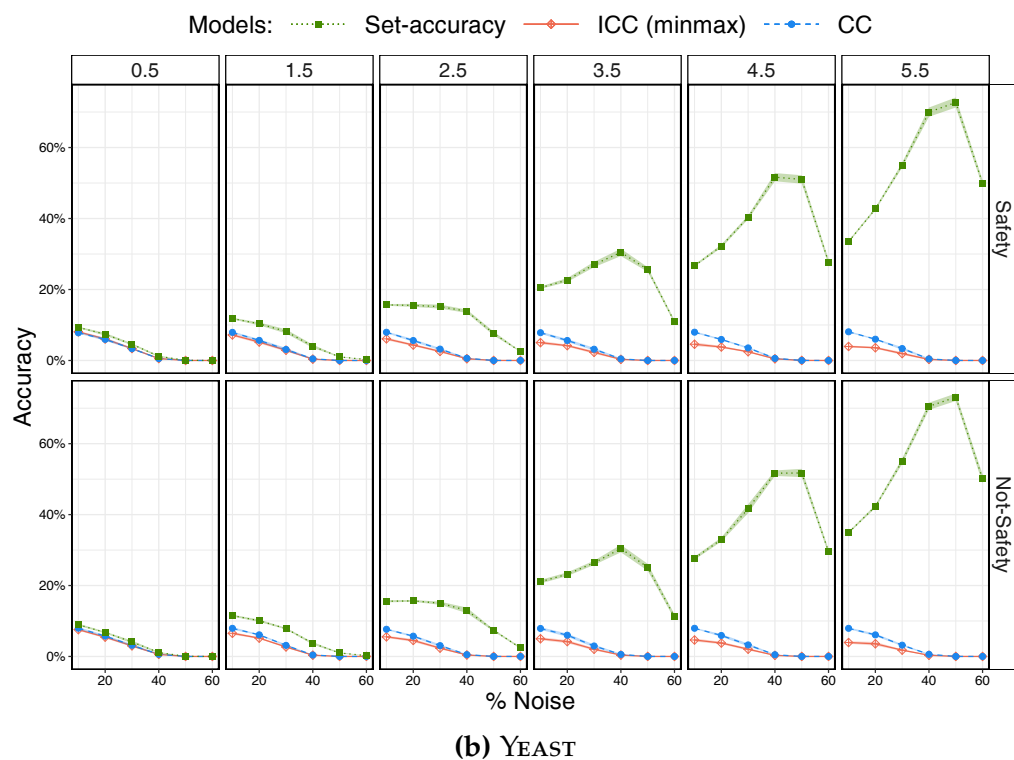 Models: Set-accuracy ICC (minmax) CC
0.5 1.5 2.5 3.5 4.5 5.5
60%
40%
20%
0%
Safety
Accuracy
60%
40%
20%
0%
Not-Safety
20 40 60 20 40 60 20 40 60 20 40 60 20 40 60 20 40 60
% Noise
(b) YEAST